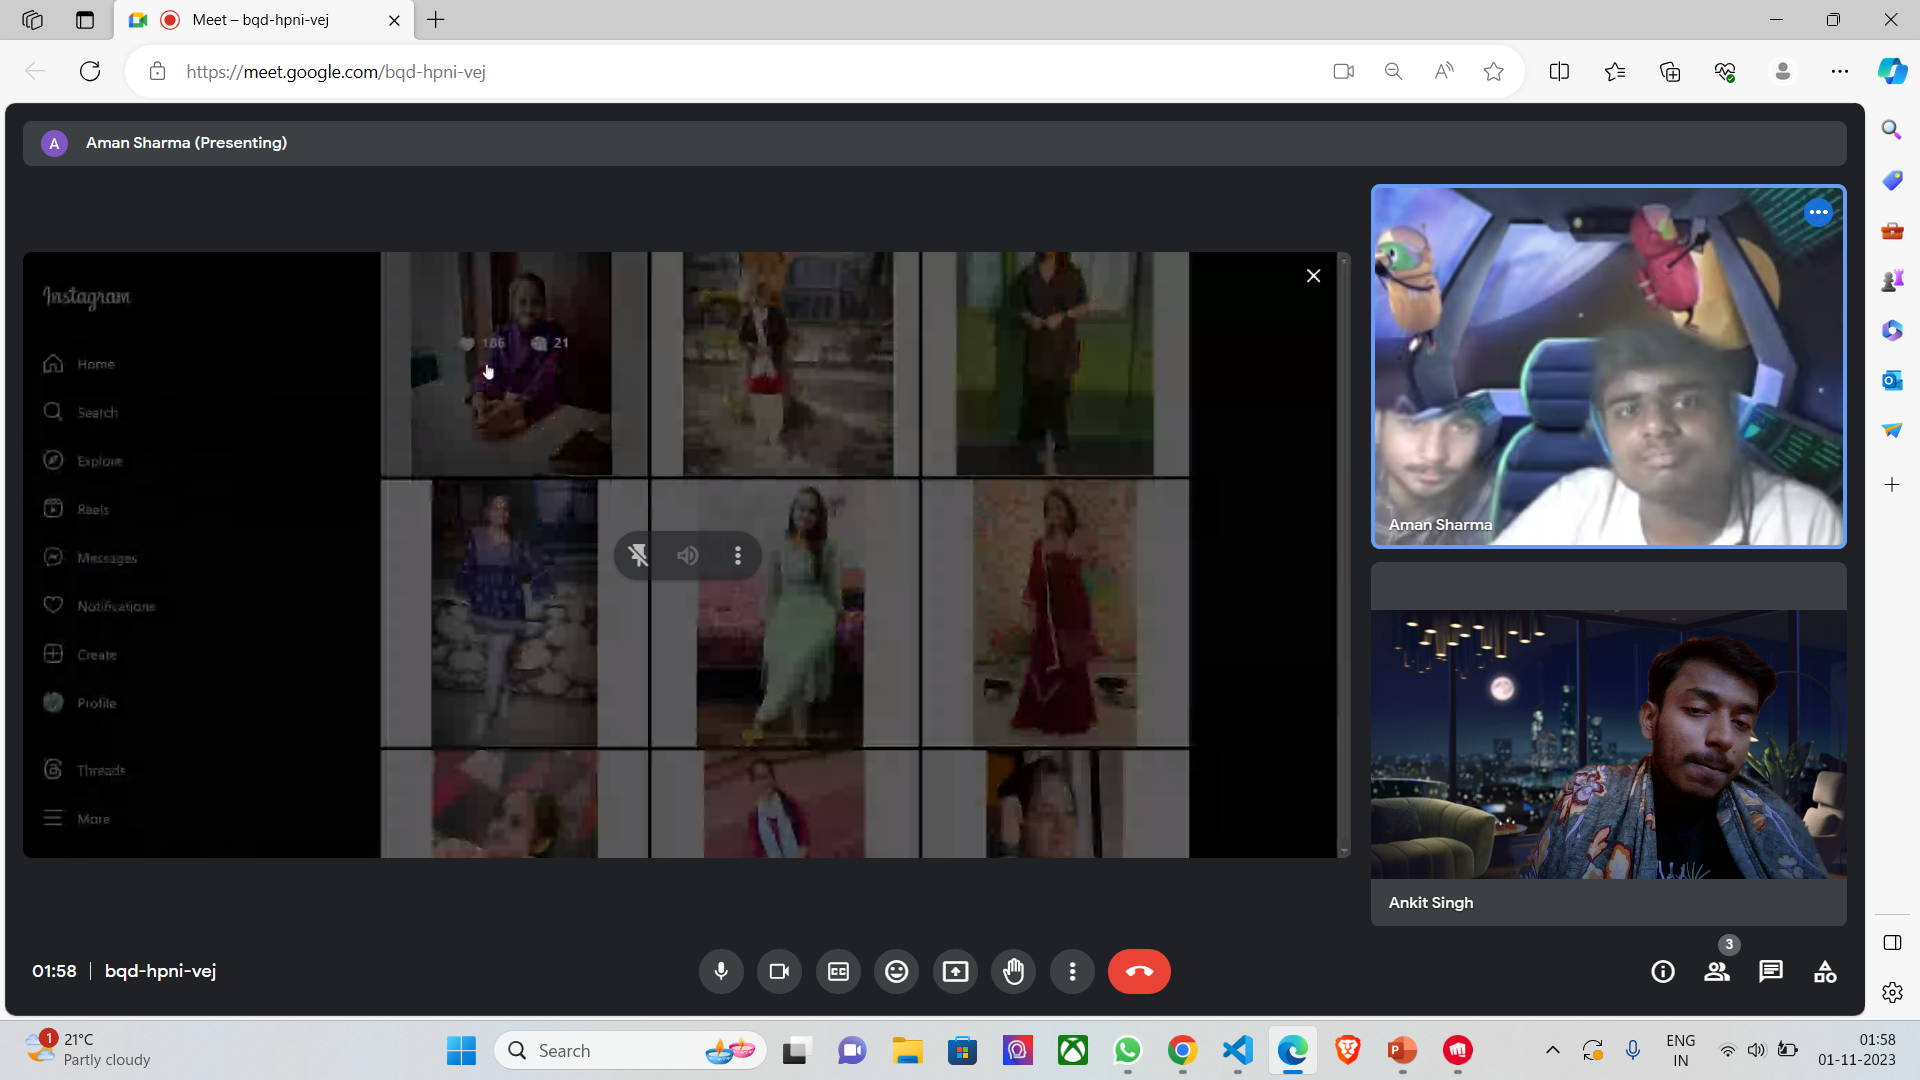 Meet – bqd-hpni-vej
https://meet.google.com/bqd-hpni-vej
A
Aman Sharma (Presenting)
Instagram
Home
Search
Explore
Reels
Messages
Notifications
Create
Profile
Threads
More
186 21
Aman Sharma
Ankit Singh
01:58 | bqd-hpni-vej
3
1
21°C
Partly cloudy
Search
ENG
IN
01:58
01-11-2023